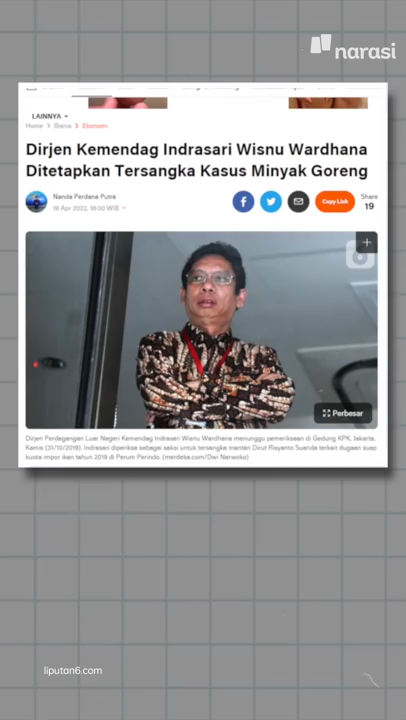 narasi
LAINNYA
Home > Bisnis > Ekonomi
Dirjen Kemendag Indrasari Wisnu Wardhana
Ditetapkan Tersangka Kasus Minyak Goreng
Nanda Perdana Putra
19 Apr 2022, 16:00 WIB
Copy Link
Share
19
Perbesar
Dirjen Perdagangan Luar Negeri Kemendag Indrasari Wisnu Wardhana menunggu pemeriksaan di Gedung KPK, Jakarta,
Kamis (31/10/2019). Indrasari diperiksa sebagai saksi untuk tersangka mantan Dirut Risyanto Suanda terkait dugaan suap
kuota impor ikan tahun 2019 di Perum Perindo. (merdeka.com/Dwi Narwoko)
liputan6.com